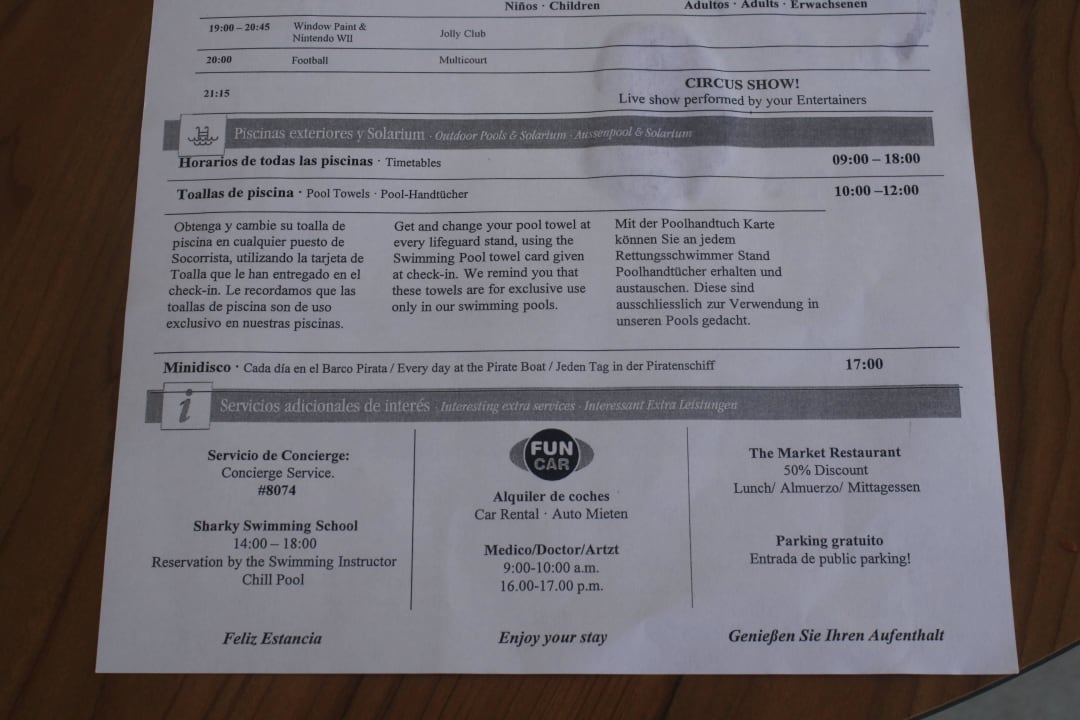 Niños · Children Adultos · Adults · Erwachsenen
19:00 – 20:45 Window Paint & Nintendo WII Jolly Club
20:00 Football Multicourt
21:15 CIRCUS SHOW!
Live show performed by your Entertainers
Piscinas exteriores y Solarium · Outdoor Pools & Solarium · Aussenpool & Solarium
Horarios de todas las piscinas · Timetables 09:00 – 18:00
Toallas de piscina · Pool Towels · Pool-Handtücher 10:00 –12:00
Obtenga y cambie su toalla de
piscina en cualquier puesto de
Socorrista, utilizando la tarjeta de
Toalla que le han entregado en el
check-in. Le recordamos que las
toallas de piscina son de uso
exclusivo en nuestras piscinas.
Get and change your pool towel at
every lifeguard stand, using the
Swimming Pool towel card given
at check-in. We remind you that
these towels are for exclusive use
only in our swimming pools.
Mit der Poolhandtuch Karte
können Sie an jedem
Rettungsschwimmer Stand
Poolhandtücher erhalten und
austauschen. Diese sind
ausschliesslich zur Verwendung in
unseren Pools gedacht.
Minidisco · Cada día en el Barco Pirata / Every day at the Pirate Boat / Jeden Tag in der Piratenschiff 17:00
i Servicios adicionales de interés · Interesting extra services · Interessant Extra Leistungen
Servicio de Concierge:
Concierge Service.
#8074
Sharky Swimming School
14:00 – 18:00
Reservation by the Swimming Instructor
Chill Pool
FUN
CAR
Alquiler de coches
Car Rental · Auto Mieten
Medico/Doctor/Artzt
9:00-10:00 a.m.
16.00-17.00 p.m.
The Market Restaurant
50% Discount
Lunch/ Almuerzo/ Mittagessen
Parking gratuito
Entrada de public parking!
Feliz Estancia Enjoy your stay Genießen Sie Ihren Aufenthalt